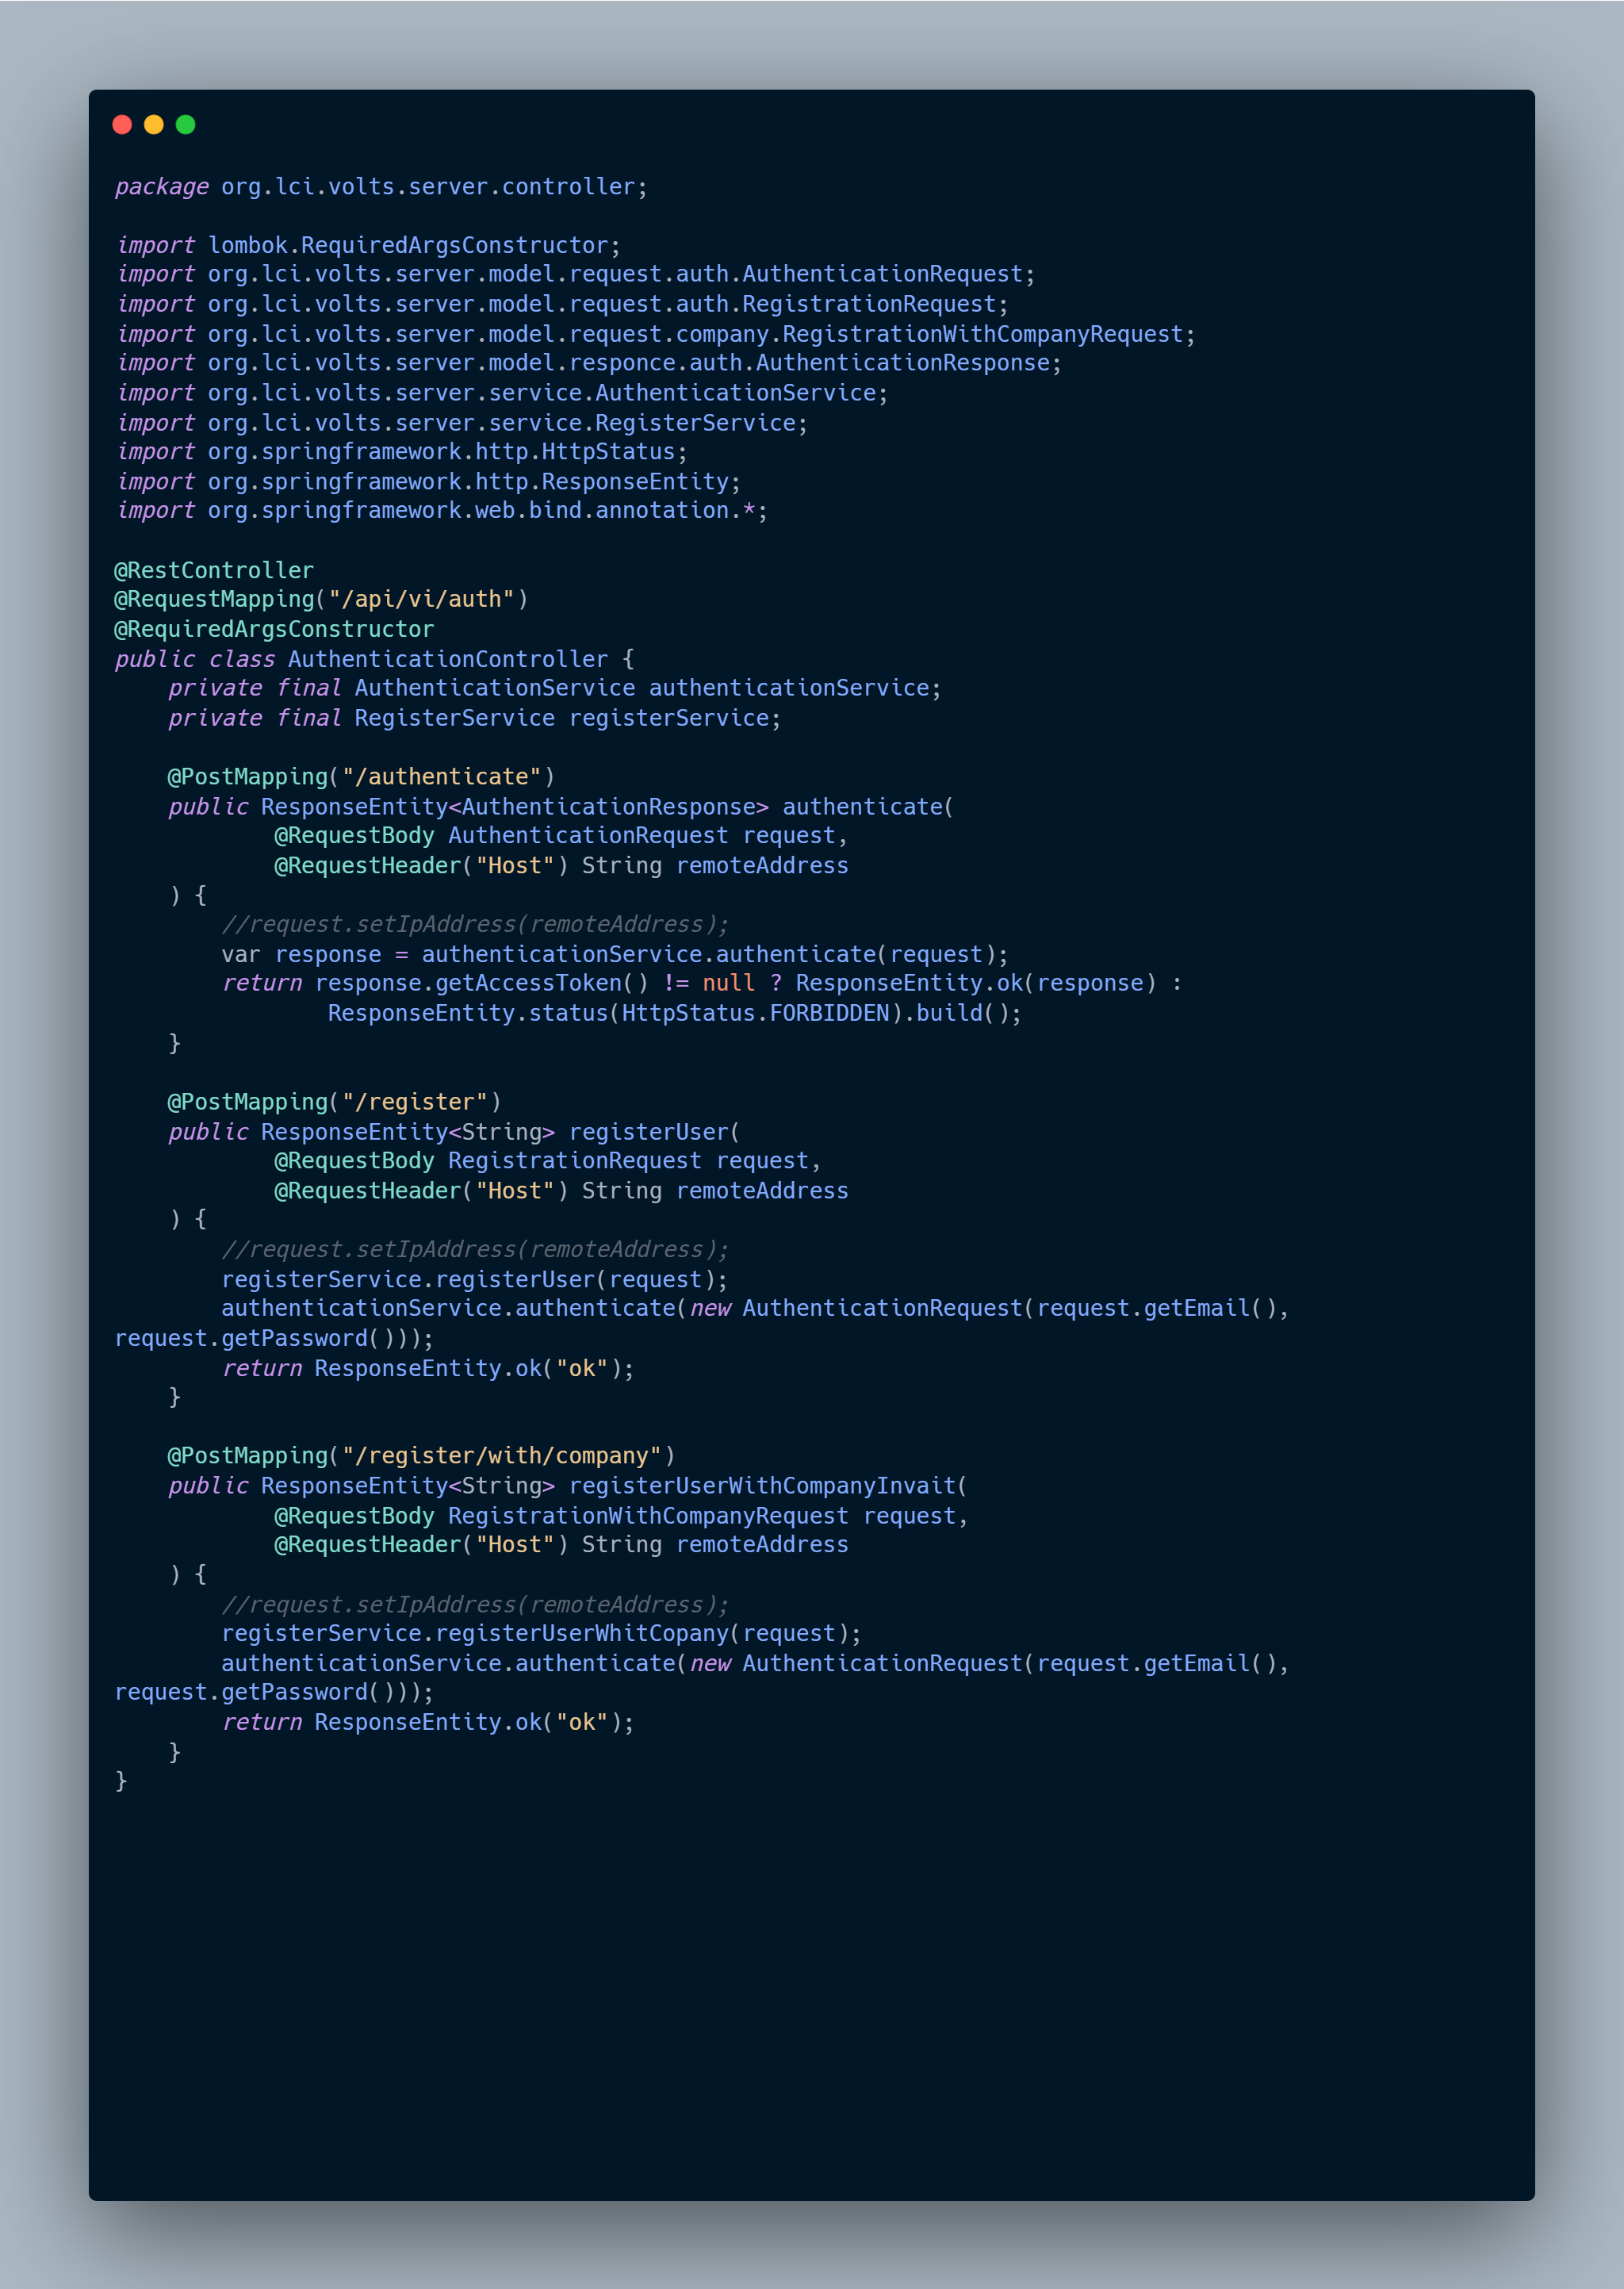 package org.lci.volts.server.controller;

import lombok.RequiredArgsConstructor;
import org.lci.volts.server.model.request.auth.AuthenticationRequest;
import org.lci.volts.server.model.request.auth.RegistrationRequest;
import org.lci.volts.server.model.request.company.RegistrationWithCompanyRequest;
import org.lci.volts.server.model.responce.auth.AuthenticationResponse;
import org.lci.volts.server.service.AuthenticationService;
import org.lci.volts.server.service.RegisterService;
import org.springframework.http.HttpStatus;
import org.springframework.http.ResponseEntity;
import org.springframework.web.bind.annotation.*;

@RestController
@RequestMapping("/api/vi/auth")
@RequiredArgsConstructor
public class AuthenticationController {
    private final AuthenticationService authenticationService;
    private final RegisterService registerService;

    @PostMapping("/authenticate")
    public ResponseEntity<AuthenticationResponse> authenticate(
            @RequestBody AuthenticationRequest request,
            @RequestHeader("Host") String remoteAddress
    ) {
        //request.setIpAddress(remoteAddress);
        var response = authenticationService.authenticate(request);
        return response.getAccessToken() != null ? ResponseEntity.ok(response) :
                ResponseEntity.status(HttpStatus.FORBIDDEN).build();
    }

    @PostMapping("/register")
    public ResponseEntity<String> registerUser(
            @RequestBody RegistrationRequest request,
            @RequestHeader("Host") String remoteAddress
    ) {
        //request.setIpAddress(remoteAddress);
        registerService.registerUser(request);
        authenticationService.authenticate(new AuthenticationRequest(request.getEmail(),
request.getPassword()));
        return ResponseEntity.ok("ok");
    }

    @PostMapping("/register/with/company")
    public ResponseEntity<String> registerUserWithCompanyInvait(
            @RequestBody RegistrationWithCompanyRequest request,
            @RequestHeader("Host") String remoteAddress
    ) {
        //request.setIpAddress(remoteAddress);
        registerService.registerUserWhitCopany(request);
        authenticationService.authenticate(new AuthenticationRequest(request.getEmail(),
request.getPassword()));
        return ResponseEntity.ok("ok");
    }
}